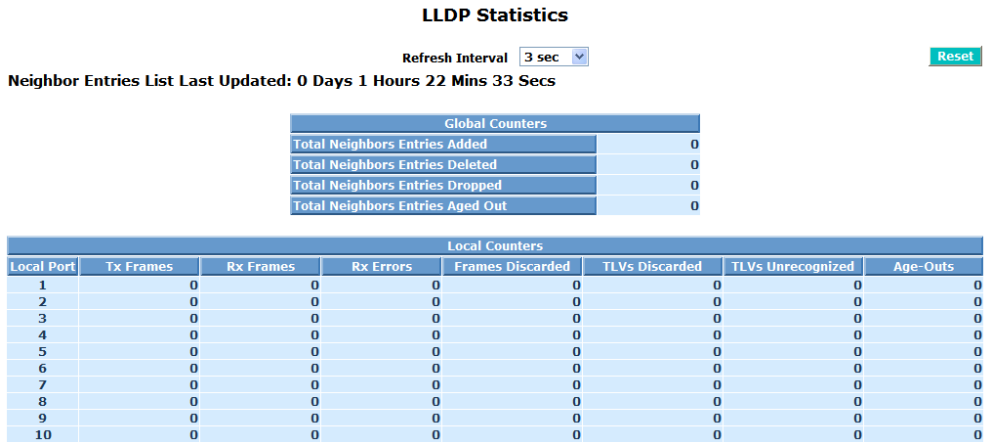 LLDP Statistics
Refresh Interval 3 sec Reset
Neighbor Entries List Last Updated: 0 Days 1 Hours 22 Mins 33 Secs
Global Counters
Total Neighbors Entries Added 0
Total Neighbors Entries Deleted 0
Total Neighbors Entries Dropped 0
Total Neighbors Entries Aged Out 0
Local Counters
Local Port Tx Frames Rx Frames Rx Errors Frames Discarded TLVs Discarded TLVs Unrecognized Age-Outs
1 0 0 0 0 0 0 0
2 0 0 0 0 0 0 0
3 0 0 0 0 0 0 0
4 0 0 0 0 0 0 0
5 0 0 0 0 0 0 0
6 0 0 0 0 0 0 0
7 0 0 0 0 0 0 0
8 0 0 0 0 0 0 0
9 0 0 0 0 0 0 0
10 0 0 0 0 0 0 0